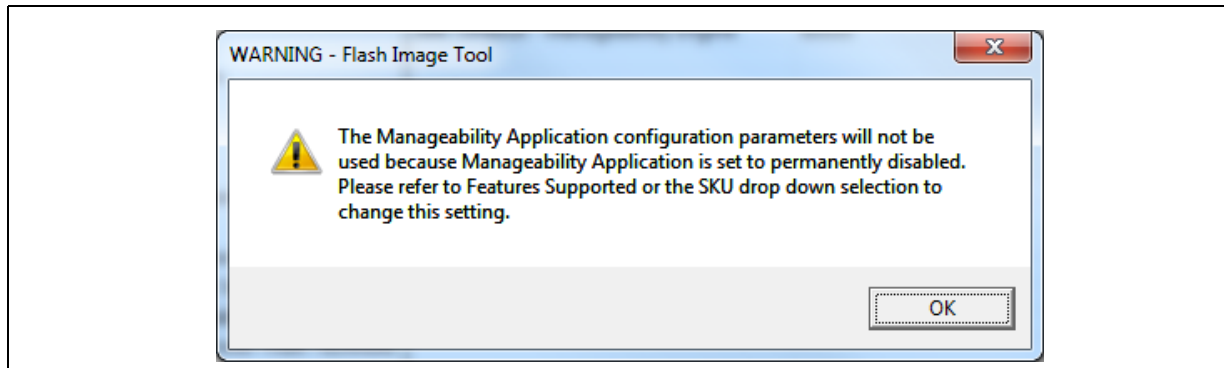 WARNING - Flash Image Tool
The Manageability Application configuration parameters will not be
used because Manageability Application is set to permanently disabled.
Please refer to Features Supported or the SKU drop down selection to
change this setting.
OK